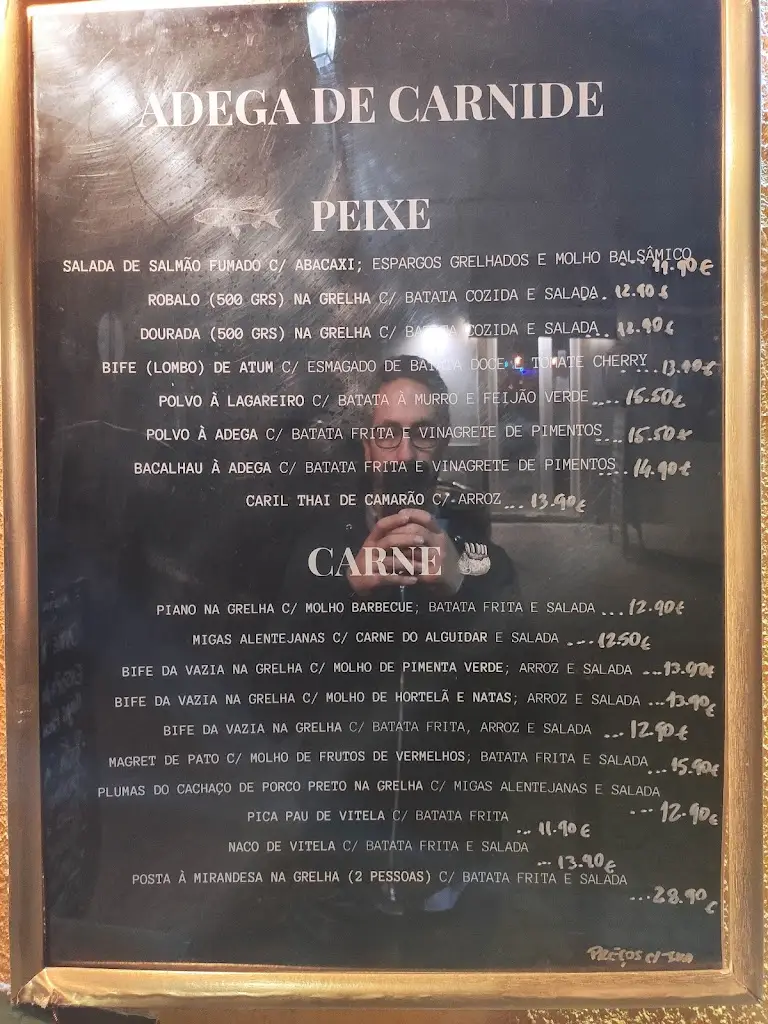 ADEGA DE CARNIDE
PEIXE
SALADA DE SALMÃO FUMADO C/ ABACAXI; ESPARGOS GRELHADOS E MOLHO BALSÂMICO ... 11.90€
ROBALO (500 GRS) NA GRELHA C/ BATATA COZIDA E SALADA. 12.90€
DOURADA (500 GRS) NA GRELHA C/ BATATA COZIDA E SALADA. 12.90€
BIFE (LOMBO) DE ATUM C/ ESMAGADO DE BATATA DOCE E TOMATE CHERRY ... 13.90€
POLVO À LAGAREIRO C/ BATATA À MURRO E FEIJÃO VERDE ... 15.50€
POLVO À ADEGA C/ BATATA FRITA E VINAGRETE DE PIMENTOS ... 15.50€
BACALHAU À ADEGA C/ BATATA FRITA E VINAGRETE DE PIMENTOS ... 14.90€
CARIL THAI DE CAMARÃO C/ ARROZ ... 13.90€
CARNE
PIANO NA GRELHA C/ MOLHO BARBECUE; BATATA FRITA E SALADA ... 12.90€
MIGAS ALENTEJANAS C/ CARNE DO ALGUIDAR E SALADA ... 12.50€
BIFE DA VAZIA NA GRELHA C/ MOLHO DE PIMENTA VERDE; ARROZ E SALADA ... 13.90€
BIFE DA VAZIA NA GRELHA C/ MOLHO DE HORTELÃ E NATAS; ARROZ E SALADA ... 13.90€
BIFE DA VAZIA NA GRELHA C/ BATATA FRITA, ARROZ E SALADA ... 12.90€
MAGRET DE PATO C/ MOLHO DE FRUTOS DE VERMELHOS; BATATA FRITA E SALADA ... 15.90€
PLUMAS DO CACHAÇO DE PORCO PRETO NA GRELHA C/ MIGAS ALENTEJANAS E SALADA
... 12.90€
PICA PAU DE VITELA C/ BATATA FRITA
... 11.90€
NACO DE VITELA C/ BATATA FRITA E SALADA
... 13.90€
POSTA À MIRANDESA NA GRELHA (2 PESSOAS) C/ BATATA FRITA E SALADA
... 28.90€
PREÇOS C/ IVA